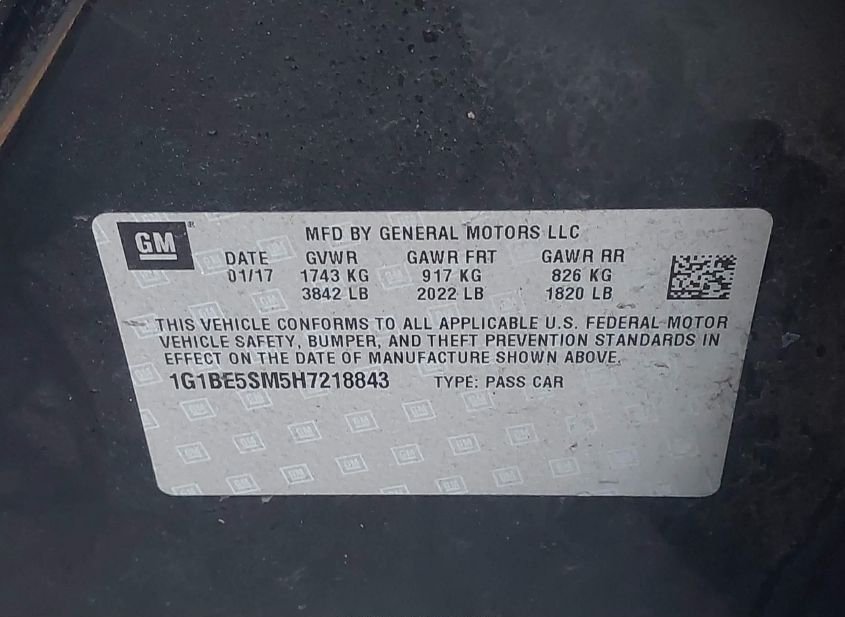 GM ®
MFD BY GENERAL MOTORS LLC
DATE GVWR GAWR FRT GAWR RR
01/17 1743 KG 917 KG 826 KG
3842 LB 2022 LB 1820 LB
THIS VEHICLE CONFORMS TO ALL APPLICABLE U.S. FEDERAL MOTOR
VEHICLE SAFETY, BUMPER, AND THEFT PREVENTION STANDARDS IN
EFFECT ON THE DATE OF MANUFACTURE SHOWN ABOVE.
1G1BE5SM5H7218843 TYPE: PASS CAR